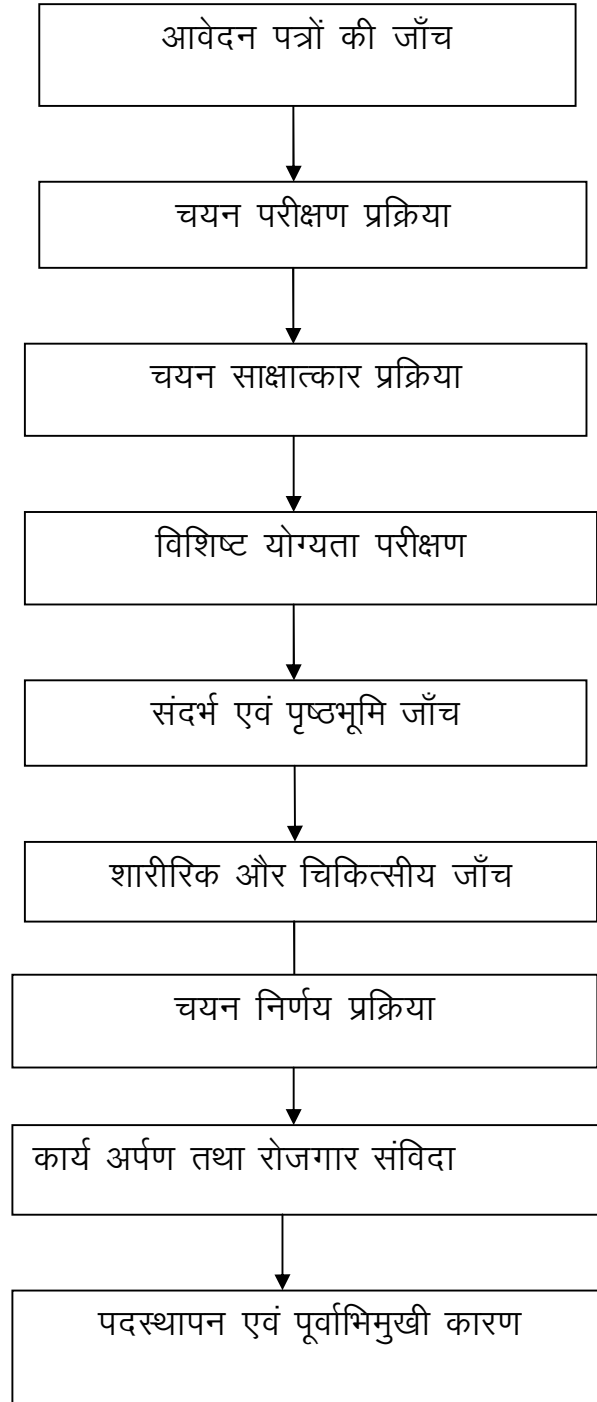 आवेदन पत्रों की जाँच
चयन परीक्षण प्रक्रिया
चयन साक्षात्कार प्रक्रिया
विशिष्ट योग्यता परीक्षण
संदर्भ एवं पृष्ठभूमि जाँच
शारीरिक और चिकित्सीय जाँच
चयन निर्णय प्रक्रिया
कार्य अर्पण तथा रोजगार संविदा
पदस्थापन एवं पूर्वाभिमुखी कारण